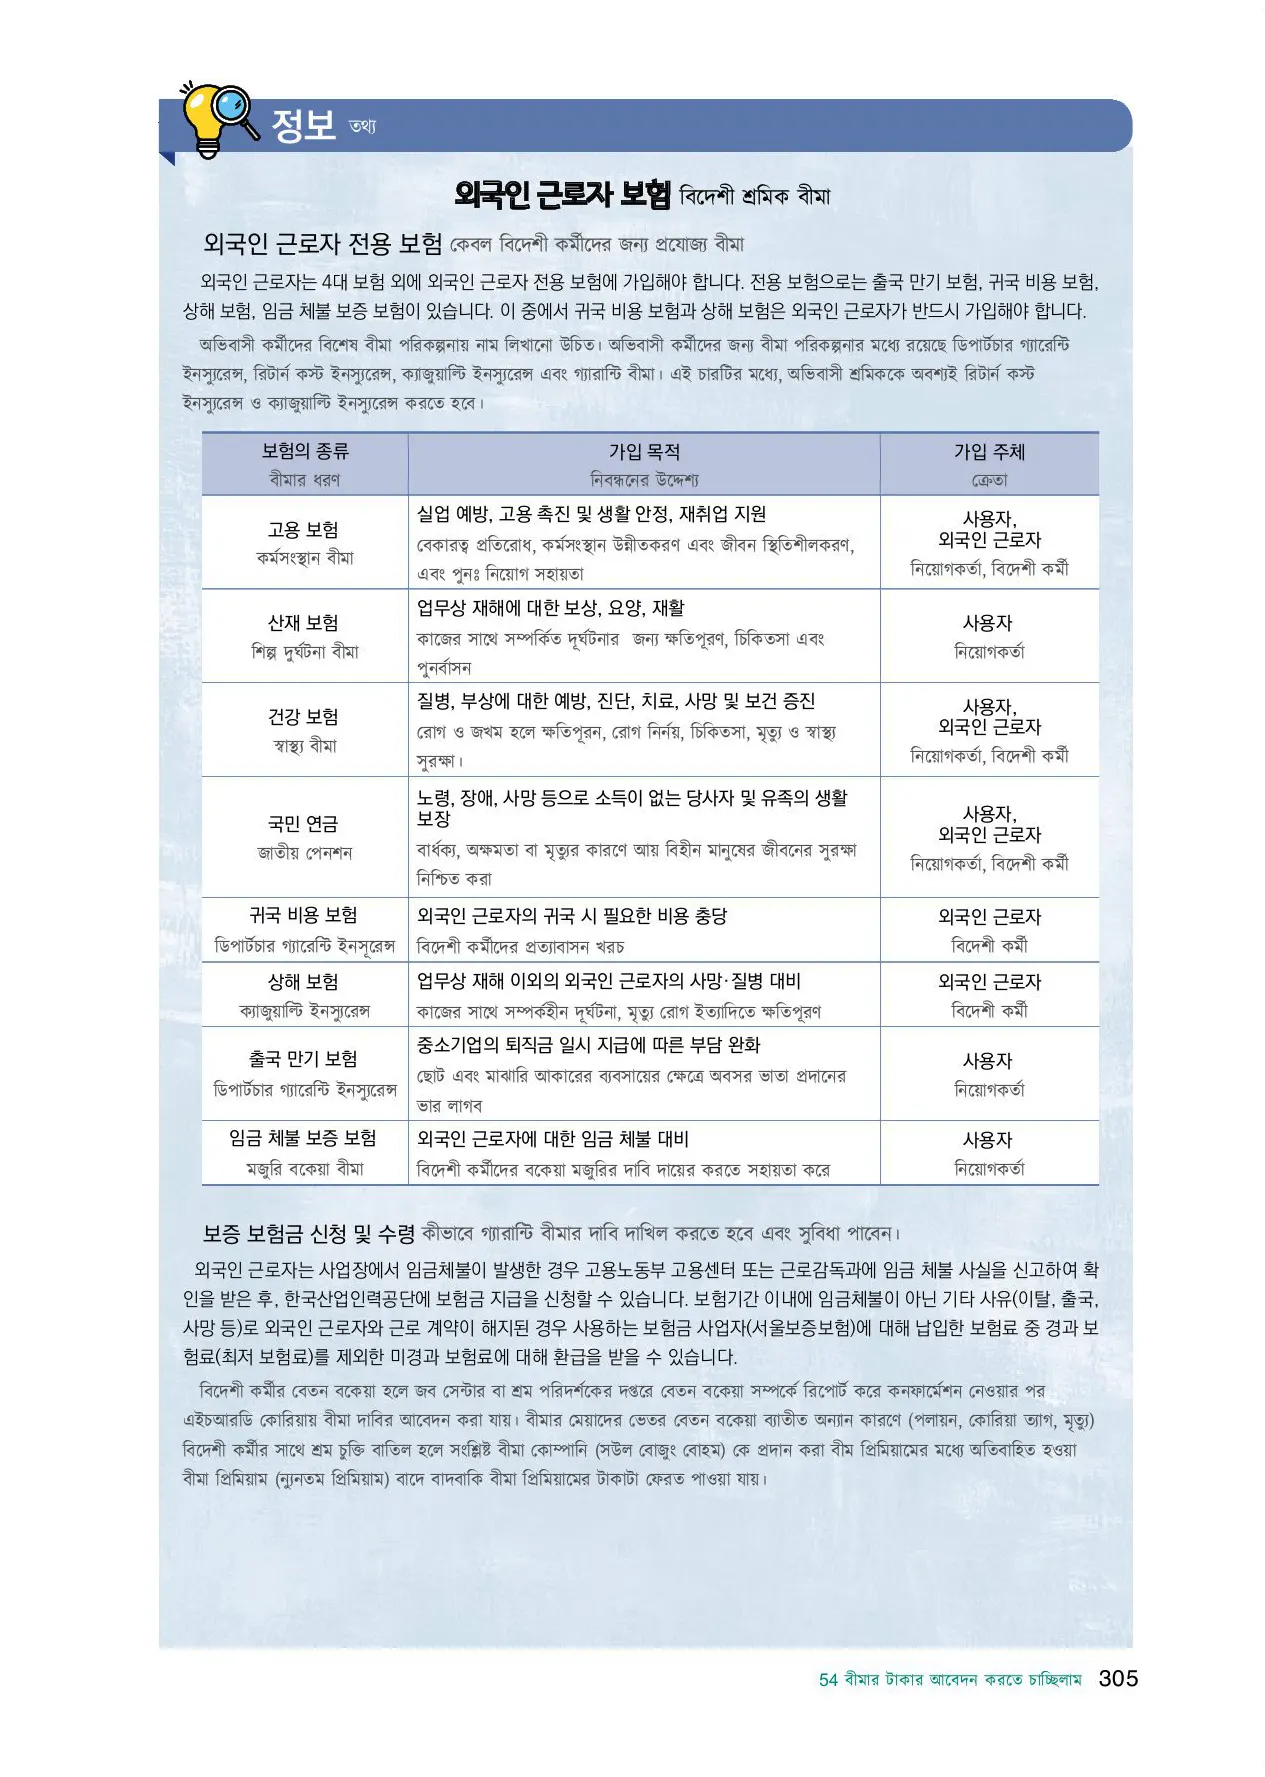 정보 তথ্য
외국인 근로자 보험 বিদেশী শ্রমিক বীমা
외국인 근로자 전용 보험 কেবল বিদেশী কর্মীদের জন্য প্রযোজ্য বীমা
외국인 근로자는 4대 보험 외에 외국인 근로자 전용 보험에 가입해야 합니다. 전용 보험으로는 출국 만기 보험, 귀국 비용 보험,
상해 보험, 임금 체불 보증 보험이 있습니다. 이 중에서 귀국 비용 보험과 상해 보험은 외국인 근로자가 반드시 가입해야 합니다.
অভিবাসী কর্মীদের বিশেষ বীমা পরিকল্পনায় নাম লিখানো উচিত। অভিবাসী কর্মীদের জন্য বীমা পরিকল্পনার মধ্যে রয়েছে ডিপার্টচার গ্যারেন্টি
ইনস্যুরেন্স, রিটার্ন কস্ট ইনস্যুরেন্স, ক্যাজুয়াল্টি ইনস্যুরেন্স এবং গ্যারান্টি বীমা। এই চারটির মধ্যে, অভিবাসী শ্রমিককে অবশ্যই রিটার্ন কস্ট
ইনস্যুরেন্স ও ক্যাজুয়াল্টি ইনস্যুরেন্স করতে হবে।
보험의 종류
বীমার ধরণ
가입 목적
নিবন্ধনের উদ্দেশ্য
가입 주체
ক্রেতা
고용 보험
কর্মসংস্থান বীমা
실업 예방, 고용 촉진 및 생활 안정, 재취업 지원
বেকারত্ব প্রতিরোধ, কর্মসংস্থান উন্নীতকরণ এবং জীবন স্থিতিশীলকরণ,
এবং পুনঃ নিয়োগ সহায়তা
사용자,
외국인 근로자
নিয়োগকর্তা, বিদেশী কর্মী
산재 보험
শিল্প দুর্ঘটনা বীমা
업무상 재해에 대한 보상, 요양, 재활
কাজের সাথে সম্পর্কিত দূর্ঘটনার জন্য ক্ষতিপূরণ, চিকিতসা এবং
পুনর্বাসন
사용자
নিয়োগকর্তা
건강 보험
স্বাস্থ্য বীমা
질병, 부상에 대한 예방, 진단, 치료, 사망 및 보건 증진
রোগ ও জখম হলে ক্ষতিপূরন, রোগ নির্নয়, চিকিতসা, মৃত্যু ও স্বাস্থ্য
সুরক্ষা।
사용자,
외국인 근로자
নিয়োগকর্তা, বিদেশী কর্মী
국민 연금
জাতীয় পেনশন
노령, 장애, 사망 등으로 소득이 없는 당사자 및 유족의 생활
보장
বার্ধক্য, অক্ষমতা বা মৃত্যুর কারণে আয় বিহীন মানুষের জীবনের সুরক্ষা
নিশ্চিত করা
사용자,
외국인 근로자
নিয়োগকর্তা, বিদেশী কর্মী
귀국 비용 보험
ডিপার্টচার গ্যারেন্টি ইনসূরেন্স
외국인 근로자의 귀국 시 필요한 비용 충당
বিদেশী কর্মীদের প্রত্যাবাসন খরচ
외국인 근로자
বিদেশী কর্মী
상해 보험
ক্যাজুয়াল্টি ইনস্যুরেন্স
업무상 재해 이외의 외국인 근로자의 사망·질병 대비
কাজের সাথে সম্পর্কহীন দূর্ঘটনা, মৃত্যু রোগ ইত্যাদিতে ক্ষতিপূরণ
외국인 근로자
বিদেশী কর্মী
출국 만기 보험
ডিপার্টচার গ্যারেন্টি ইনস্যুরেন্স
중소기업의 퇴직금 일시 지급에 따른 부담 완화
ছোট এবং মাঝারি আকারের ব্যবসায়ের ক্ষেত্রে অবসর ভাতা প্রদানের
ভার লাগব
사용자
নিয়োগকর্তা
임금 체불 보증 보험
মজুরি বকেয়া বীমা
외국인 근로자에 대한 임금 체불 대비
বিদেশী কর্মীদের বকেয়া মজুরির দাবি দায়ের করতে সহায়তা করে
사용자
নিয়োগকর্তা
보증 보험금 신청 및 수령 কীভাবে গ্যারান্টি বীমার দাবি দাখিল করতে হবে এবং সুবিধা পাবেন।
외국인 근로자는 사업장에서 임금체불이 발생한 경우 고용노동부 고용센터 또는 근로감독과에 임금 체불 사실을 신고하여 확
인을 받은 후, 한국산업인력공단에 보험금 지급을 신청할 수 있습니다. 보험기간 이내에 임금체불이 아닌 기타 사유(이탈, 출국,
사망 등)로 외국인 근로자와 근로 계약이 해지된 경우 사용하는 보험금 사업자(서울보증보험)에 대해 납입한 보험료 중 경과 보
험료(최저 보험료)를 제외한 미경과 보험료에 대해 환급을 받을 수 있습니다.
বিদেশী কর্মীর বেতন বকেয়া হলে জব সেন্টার বা শ্রম পরিদর্শকের দপ্তরে বেতন বকেয়া সম্পর্কে রিপোর্ট করে কনফার্মেশন নেওয়ার পর
এইচআরডি কোরিয়ায় বীমা দাবির আবেদন করা যায়। বীমার মেয়াদের ভেতর বেতন বকেয়া ব্যাতীত অন্যান কারণে (পলায়ন, কোরিয়া ত্যাগ, মৃত্যু)
বিদেশী কর্মীর সাথে শ্রম চুক্তি বাতিল হলে সংশ্লিষ্ট বীমা কোম্পানি (সউল বোজুং বোহম) কে প্রদান করা বীম প্রিমিয়ামের মধ্যে অতিবাহিত হওয়া
বীমা প্রিমিয়াম (ন্যুনতম প্রিমিয়াম) বাদে বাদবাকি বীমা প্রিমিয়ামের টাকাটা ফেরত পাওয়া যায়।
54 বীমার টাকার আবেদন করতে চাচ্ছিলাম 305